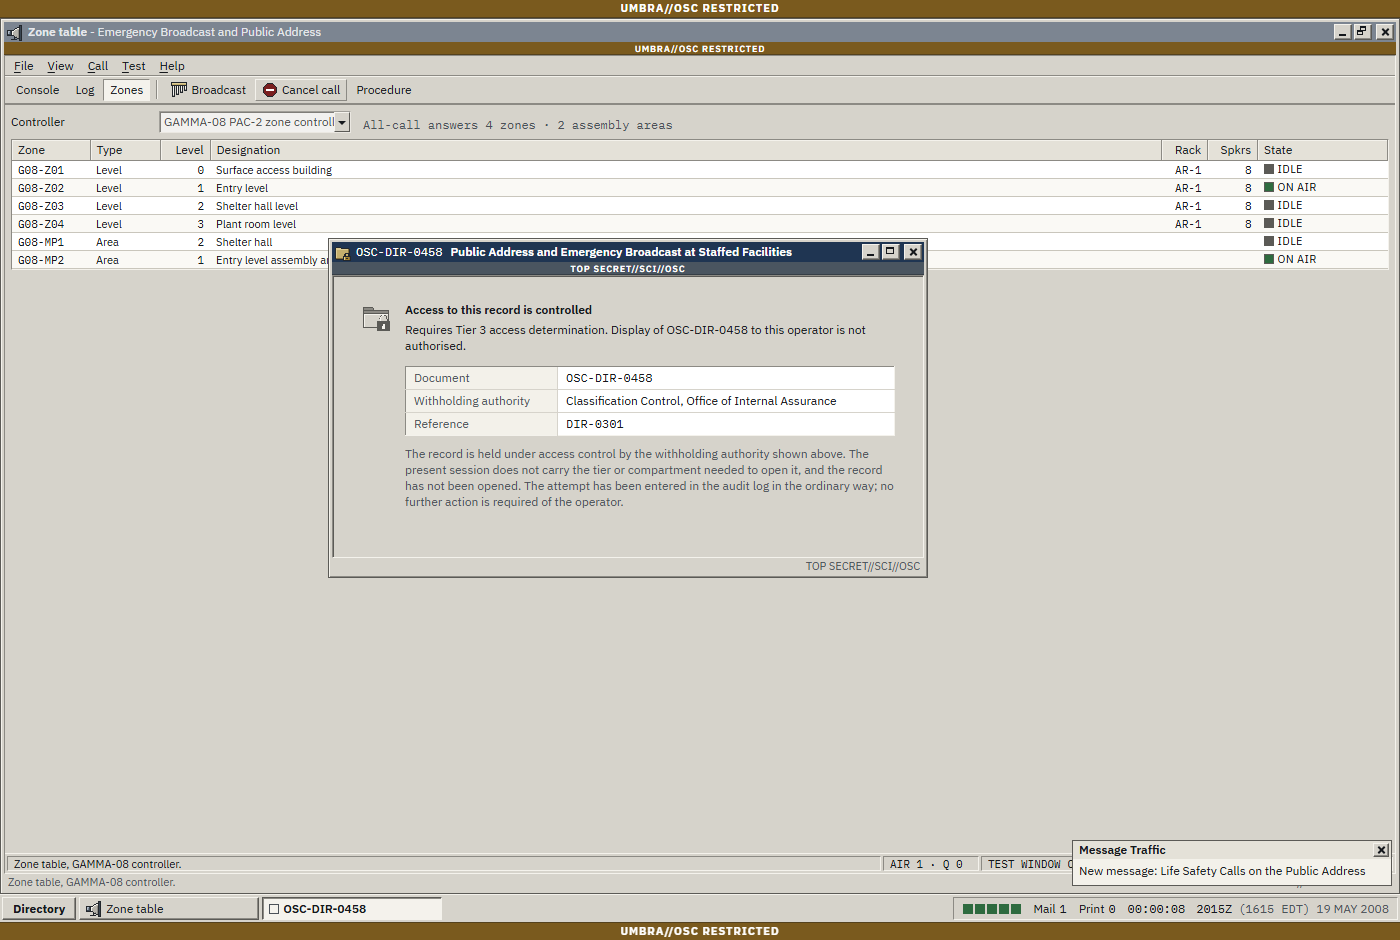 UMBRA//OSC RESTRICTED
Zone table - Emergency Broadcast and Public Address
UMBRA//OSC RESTRICTED
File View Call Test Help
Console Log Zones Broadcast Cancel call Procedure
Controller GAMMA-08 PAC-2 zone control All-call answers 4 zones · 2 assembly areas
Zone Type Level Designation Rack Spkrs State
G08-Z01 Level 0 Surface access building AR-1 8 IDLE
G08-Z02 Level 1 Entry level AR-1 8 ON AIR
G08-Z03 Level 2 Shelter hall level AR-1 8 IDLE
G08-Z04 Level 3 Plant room level AR-1 8 IDLE
G08-MP1 Area 2 Shelter hall IDLE
G08-MP2 Area 1 Entry level assembly ON AIR
OSC-DIR-0458 Public Address and Emergency Broadcast at Staffed Facilities
TOP SECRET//SCI//OSC
Access to this record is controlled
Requires Tier 3 access determination. Display of OSC-DIR-0458 to this operator is not
authorised.
Document OSC-DIR-0458
Withholding authority Classification Control, Office of Internal Assurance
Reference DIR-0301
The record is held under access control by the withholding authority shown above. The
present session does not carry the tier or compartment needed to open it, and the record
has not been opened. The attempt has been entered in the audit log in the ordinary way; no
further action is required of the operator.
TOP SECRET//SCI//OSC
Zone table, GAMMA-08 controller. AIR 1 · Q 0 TEST WINDOW
Zone table, GAMMA-08 controller.
Message Traffic
New message: Life Safety Calls on the Public Address
Directory Zone table OSC-DIR-0458 Mail 1 Print 0 00:00:08 2015Z (1615 EDT) 19 MAY 2008
UMBRA//OSC RESTRICTED